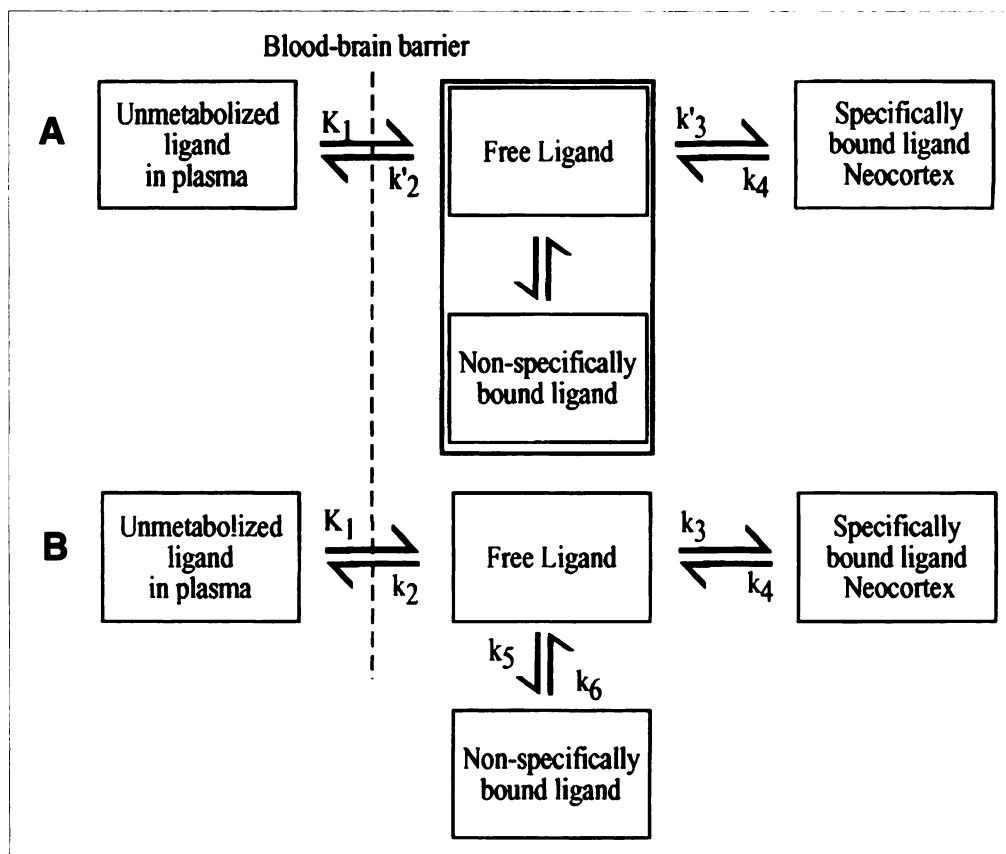 Blood-brain barrier
A
Unmetabolized
ligand
in plasma
K1
k'2
Free Ligand
k'3
k4
Specifically
bound ligand
Neocortex
Non-specifically
bound ligand
B
Unmetabolized
ligand
in plasma
K1
k2
Free Ligand
k3
k4
Specifically
bound ligand
Neocortex
k5
k6
Non-specifically
bound ligand